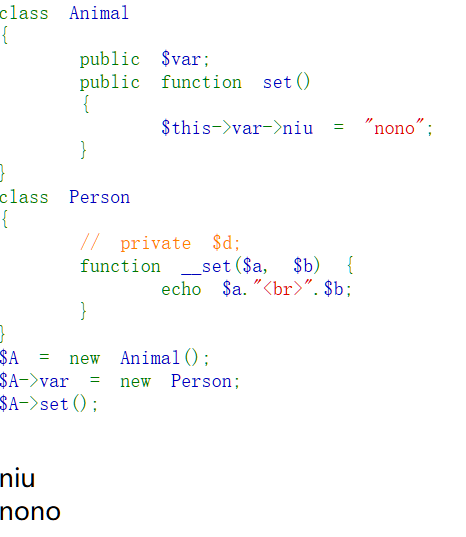 class Animal
{
public $var;
public function set()
{
$this->var->niu = "nono";
}
}
class Person
{
// private $d;
function __set($a, $b) {
echo $a."<br>".$b;
}
}
$A = new Animal();
$A->var = new Person;
$A->set();
niu
nono